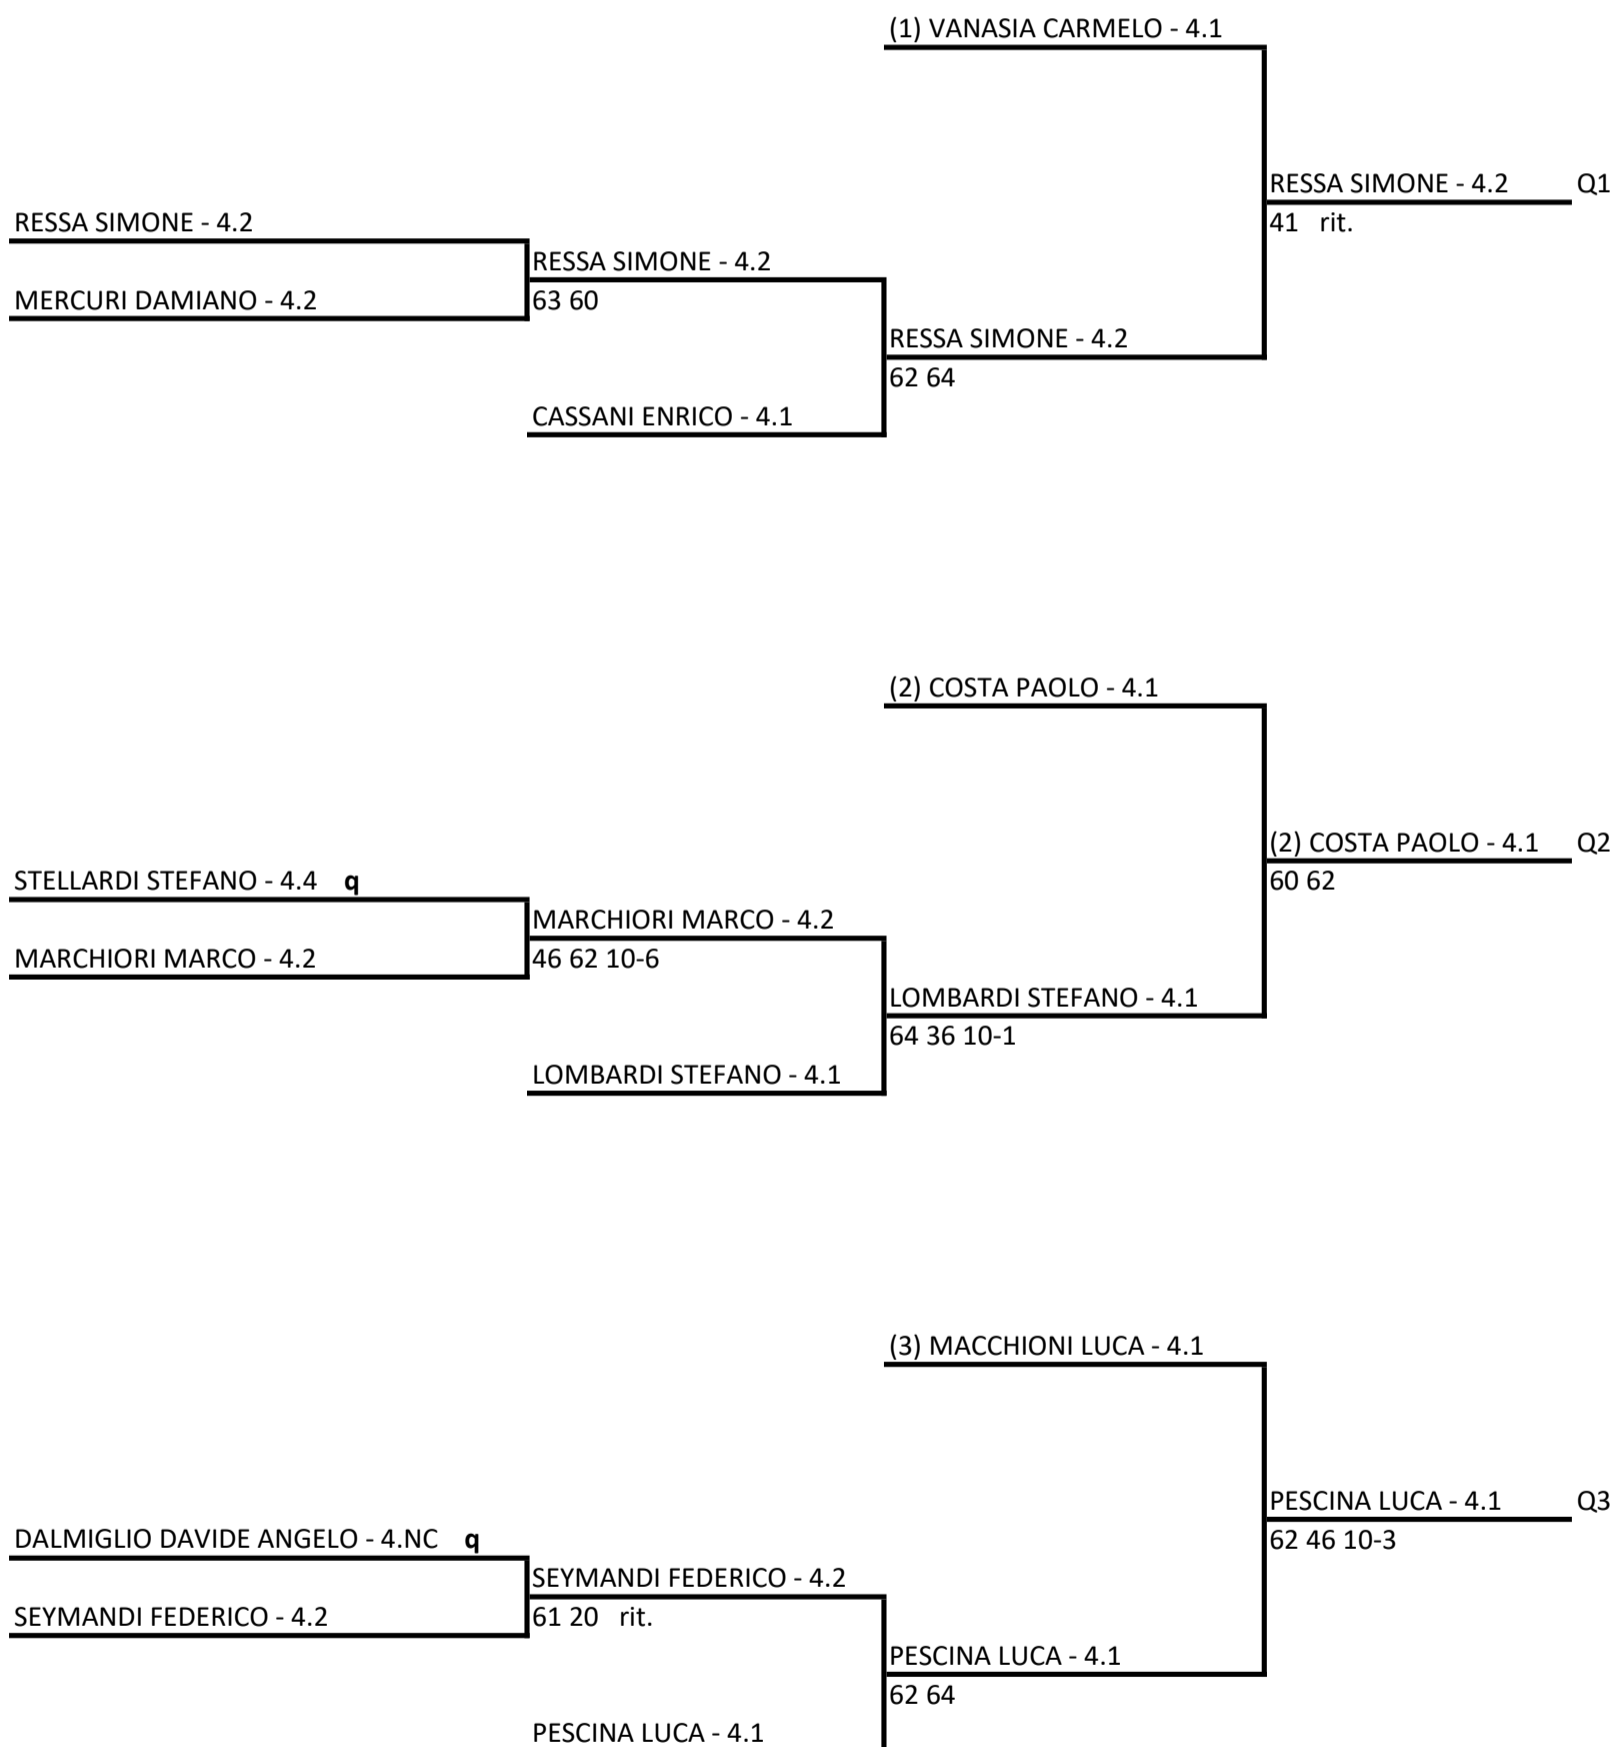 (1) VANASIA CARMELO - 4.1
RESSA SIMONE - 4.2 Q1
RESSA SIMONE - 4.2
41 rit.
RESSA SIMONE - 4.2
MERCURI DAMIANO - 4.2
63 60
RESSA SIMONE - 4.2
62 64
CASSANI ENRICO - 4.1
(2) COSTA PAOLO - 4.1
(2) COSTA PAOLO - 4.1 Q2
STELLARDI STEFANO - 4.4 q
60 62
MARCHIORI MARCO - 4.2
MARCHIORI MARCO - 4.2
46 62 10-6
LOMBARDI STEFANO - 4.1
64 36 10-1
LOMBARDI STEFANO - 4.1
(3) MACCHIONI LUCA - 4.1
PESCINA LUCA - 4.1 Q3
DALMIGLIO DAVIDE ANGELO - 4.NC q
62 46 10-3
SEYMANDI FEDERICO - 4.2
SEYMANDI FEDERICO - 4.2
61 20 rit.
PESCINA LUCA - 4.1
62 64
PESCINA LUCA - 4.1